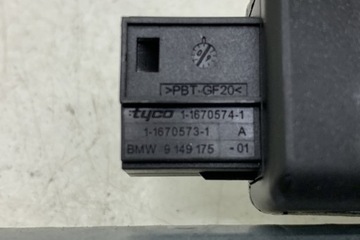 >PBT-GF20<
tyco 1-1670574-1
1-1670573-1 A
BMW 9 149 175 -01